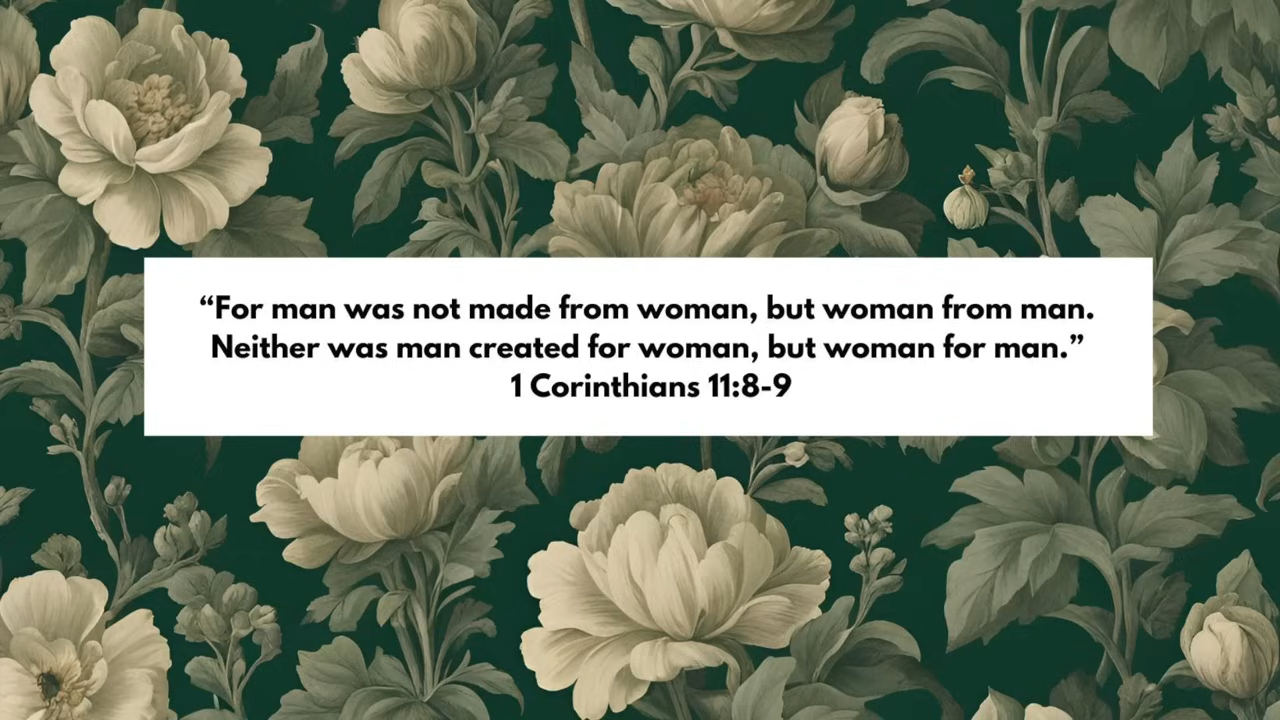 “For man was not made from woman, but woman from man.
Neither was man created for woman, but woman for man.”
1 Corinthians 11:8-9